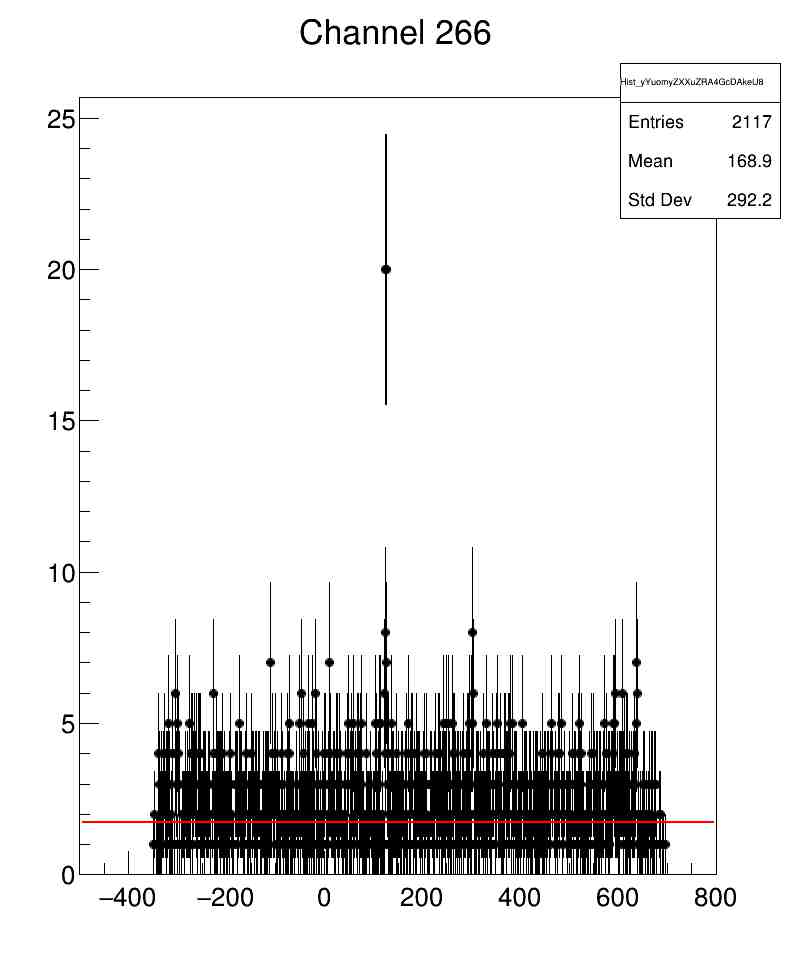 Channel 266
Hist_yYuomyZXXuZRA4GcDAkeIJ8
Entries 2117
Mean 168.9
Std Dev 292.2
25
20
15
10
5
0
−400 −200 0 200 400 600 800